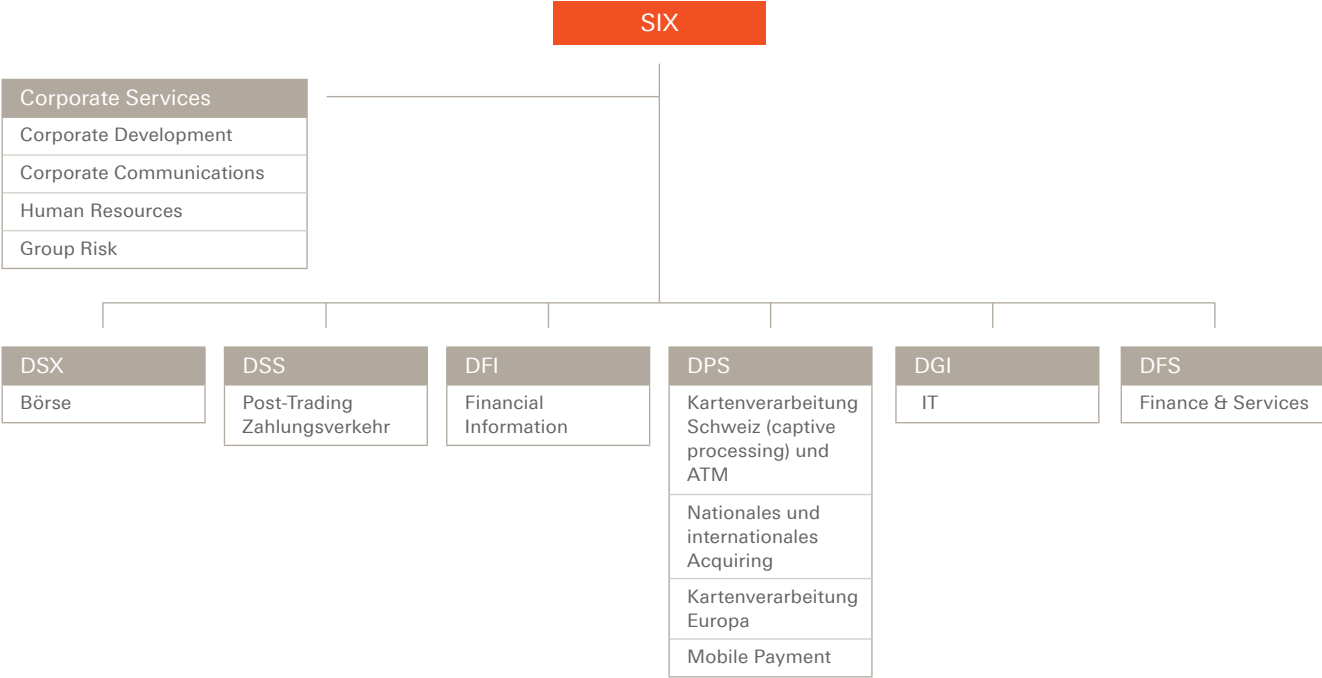 SIX
Corporate Services
Corporate Development
Corporate Communications
Human Resources
Group Risk
DSX
Börse
DSS
Post-Trading
Zahlungsverkehr
DFI
Financial
Information
DPS
Kartenverarbeitung
Schweiz (captive
processing) und
ATM
Nationales und
internationales
Acquiring
Kartenverarbeitung
Europa
Mobile Payment
DGI
IT
DFS
Finance & Services